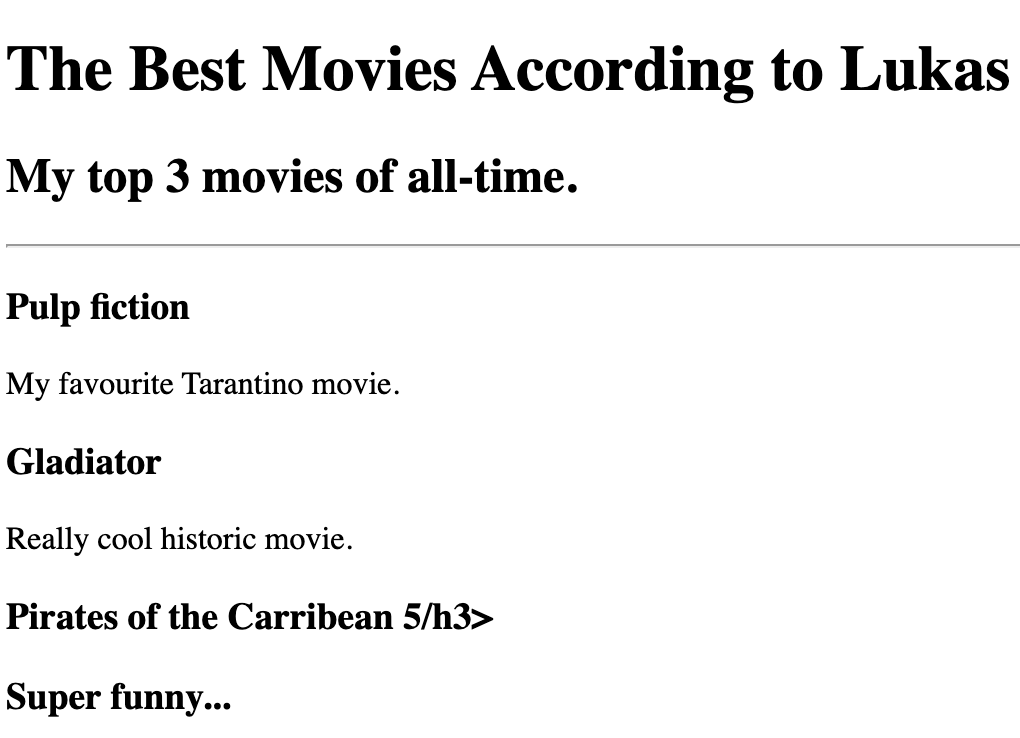 The Best Movies According to Lukas
My top 3 movies of all-time.
Pulp fiction
My favourite Tarantino movie.
Gladiator
Really cool historic movie.
Pirates of the Carribean 5/h3>
Super funny...